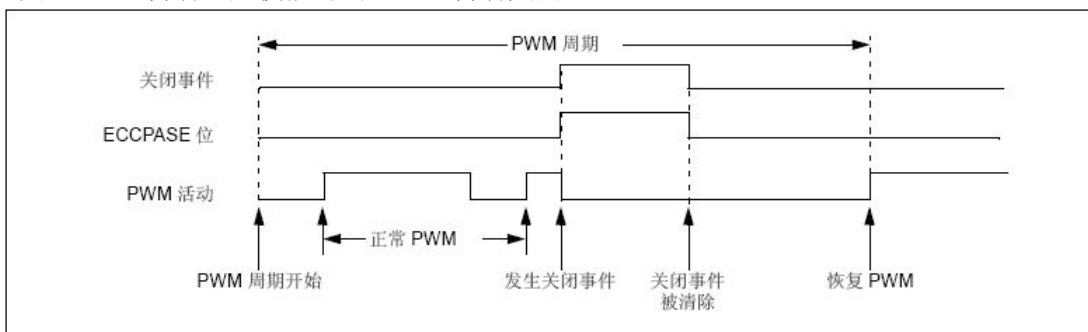 PWM 周期
关闭事件
ECCPASE 位
PWM 活动
正常 PWM
PWM 周期开始
发生关闭事件
关闭事件
被清除
恢复 PWM